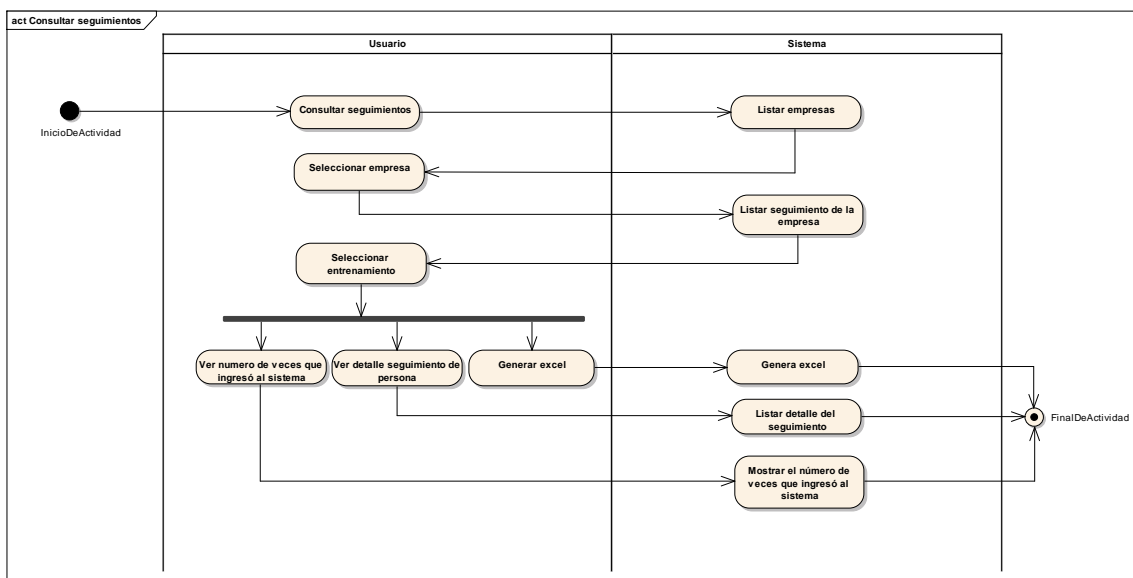 act Consultar seguimientos
Usuario
Sistema
InicioDeActividad
Consultar seguimientos
Listar empresas
Seleccionar empresa
Listar seguimiento de la
empresa
Seleccionar
entrenamiento
Ver numero de veces que
ingresó al sistema
Ver detalle seguimiento de
persona
Generar excel
Genera excel
Listar detalle del
seguimiento
FinalDeActividad
Mostrar el número de
veces que ingresó al
sistema